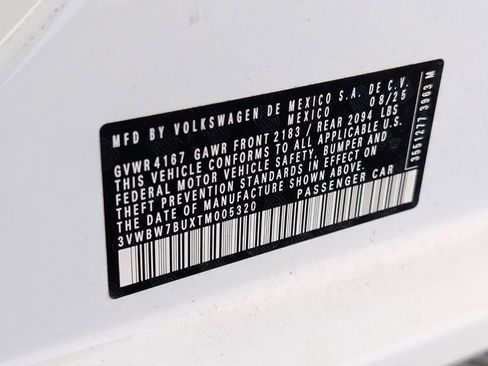 MFD BY VOLKSWAGEN DE MEXICO S.A. DE C.V.
MEXICO 08/25
GVWR 4167 GAWR FRONT 2183 / REAR 2094 LBS
THIS VEHICLE CONFORMS TO ALL APPLICABLE U.S.
FEDERAL MOTOR VEHICLE SAFETY, BUMPER AND
THEFT PREVENTION STANDARDS IN EFFECT ON
THE DATE OF MANUFACTURE SHOWN ABOVE.
3VWBW7BUXTM005320 PASSENGER CAR